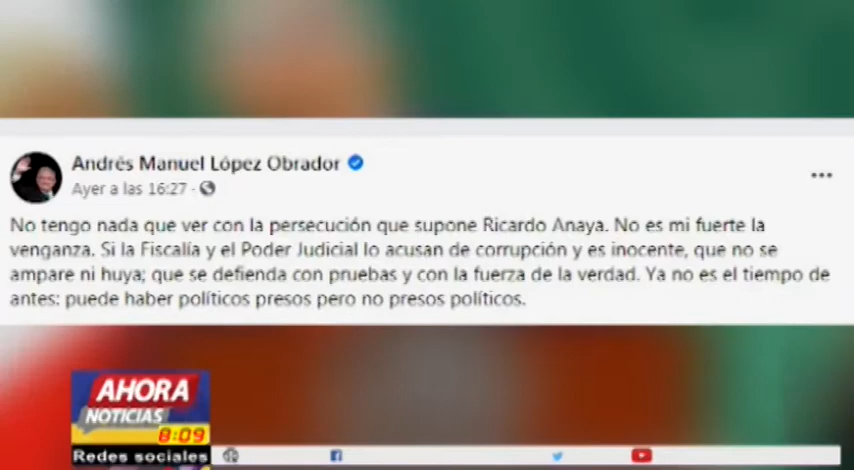 Andrés Manuel López Obrador
Ayer a las 16:27 ·
No tengo nada que ver con la persecución que supone Ricardo Anaya. No es mi fuerte la
venganza. Si la Fiscalía y el Poder Judicial lo acusan de corrupción y es inocente, que no se
ampare ni huya; que se defienda con pruebas y con la fuerza de la verdad. Ya no es el tiempo de
antes: puede haber políticos presos pero no presos políticos.
AHORA
NOTICIAS
8:09
Redes sociales